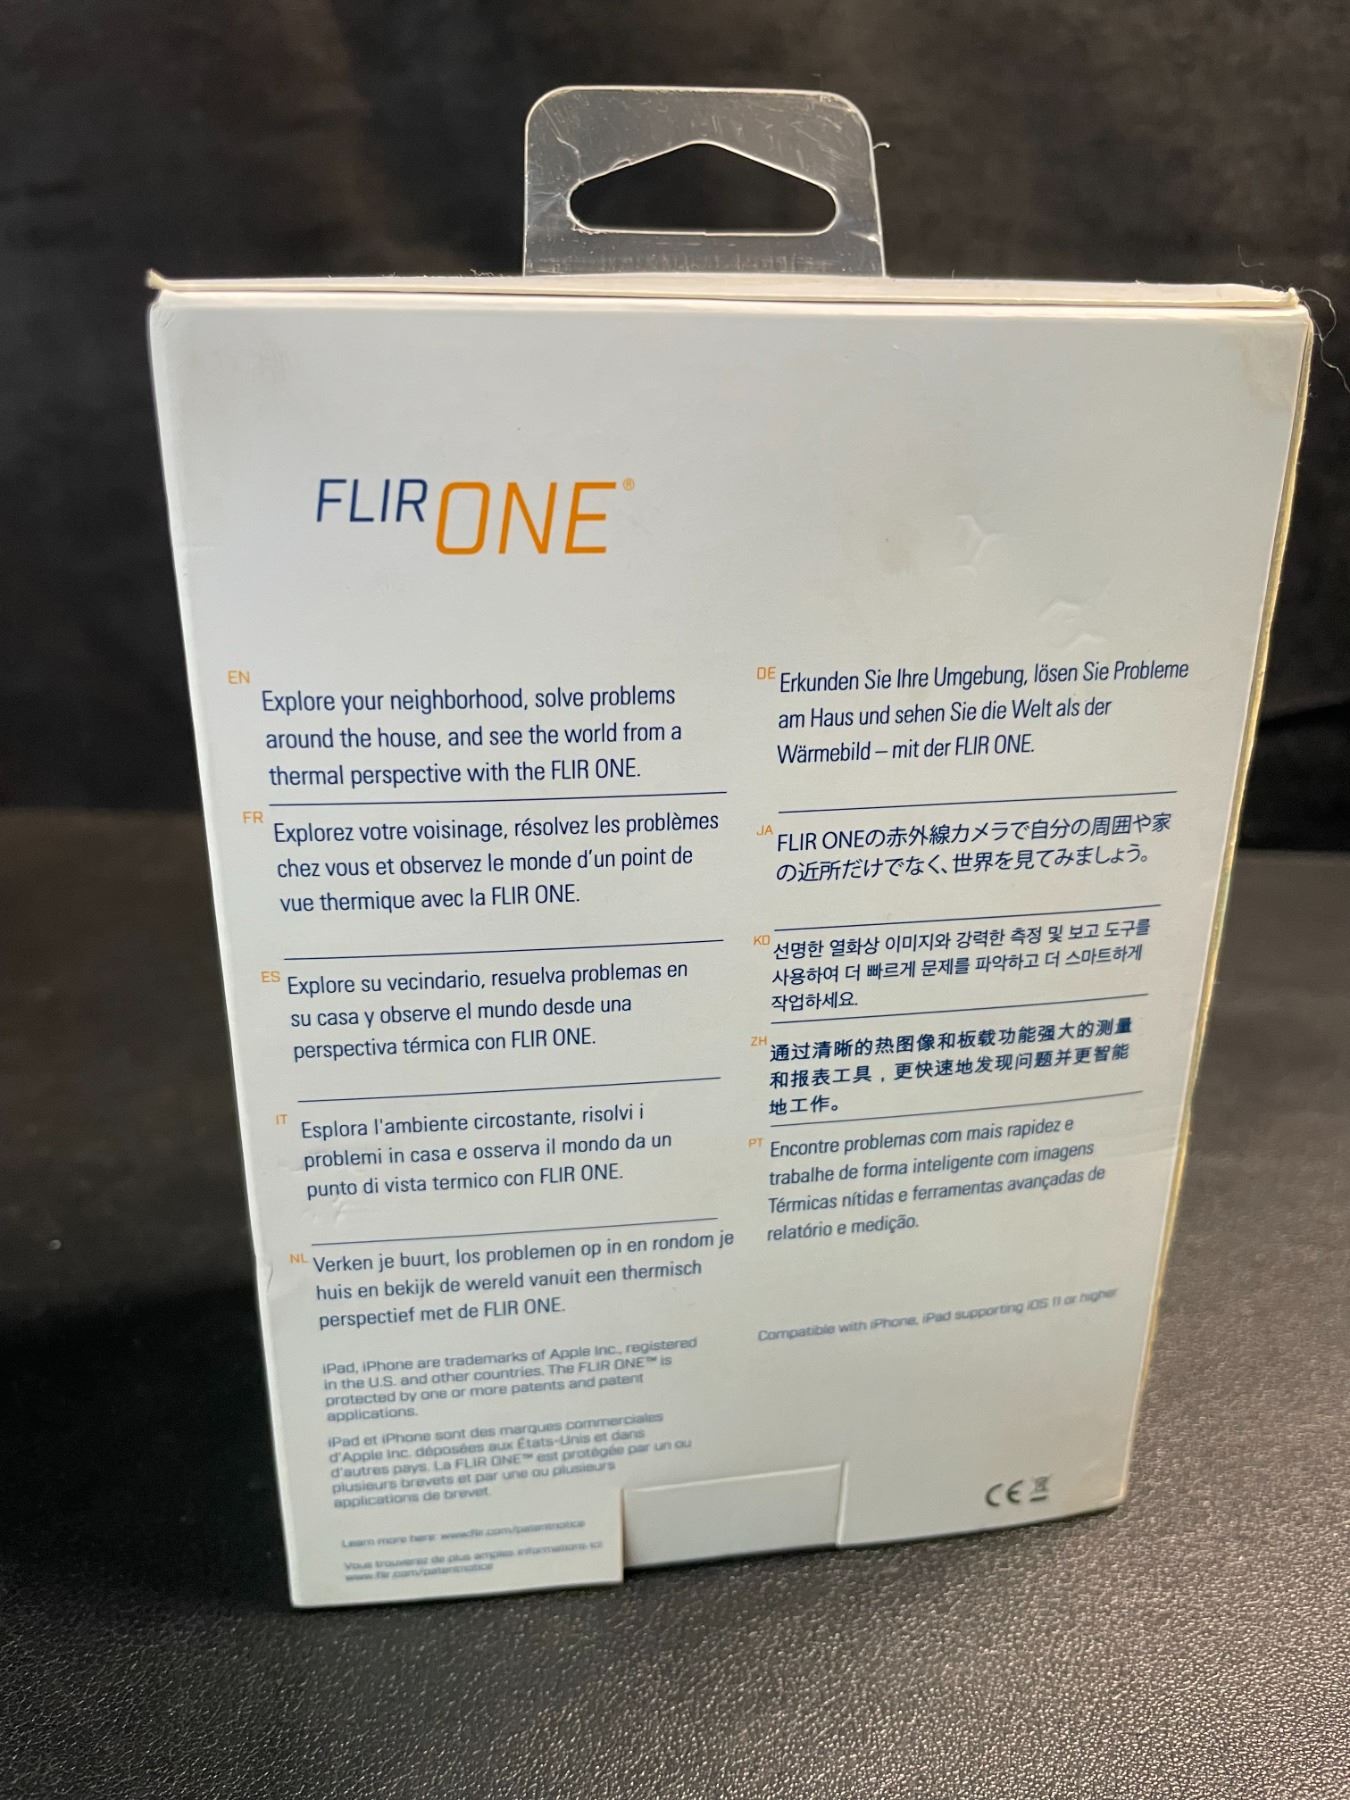 FLIR ONE®
EN
Explore your neighborhood, solve problems
around the house, and see the world from a
thermal perspective with the FLIR ONE.
FR
Explorez votre voisinage, résolvez les problèmes
chez vous et observez le monde d'un point de
vue thermique avec la FLIR ONE.
ES
Explore su vecindario, resuelva problemas en
su casa y observe el mundo desde una
perspectiva térmica con FLIR ONE.
IT
Esplora l'ambiente circostante, risolvi i
problemi in casa e osserva il mondo da un
punto di vista termico con FLIR ONE.
NL
Verken je buurt, los problemen op in en rondom je
huis en bekijk de wereld vanuit een thermisch
perspectief met de FLIR ONE.
iPad, iPhone are trademarks of Apple Inc., registered
in the U.S. and other countries. The FLIR ONE™ is
protected by one or more patents and patent
applications.
iPad et iPhone sont des marques commerciales
d'Apple Inc. déposées aux États-Unis et dans
d'autres pays. La FLIR ONE™ est protégée par un ou
plusieurs brevets et par une ou plusieurs
applications de brevet.
Learn more here: www.flir.com/patentnotice
Vous trouverez de plus amples informations ici
www.flir.com/patentnotice
DE
Erkunden Sie Ihre Umgebung, lösen Sie Probleme
am Haus und sehen Sie die Welt als der
Wärmebild – mit der FLIR ONE.
JA
FLIR ONEの赤外線カメラで自分の周囲や家
の近所だけでなく、世界を見てみましょう。
KO
선명한 열화상 이미지와 강력한 측정 및 보고 도구를
사용하여 더 빠르게 문제를 파악하고 더 스마트하게
작업하세요.
ZH
通过清晰的热图像和板载功能强大的测量
和报表工具，更快速地发现问题并更智能
地工作。
PT
Encontre problemas com mais rapidez e
trabalhe de forma inteligente com imagens
Térmicas nítidas e ferramentas avançadas de
relatório e medição.
Compatible with iPhone, iPad supporting iOS 11 or higher
CE